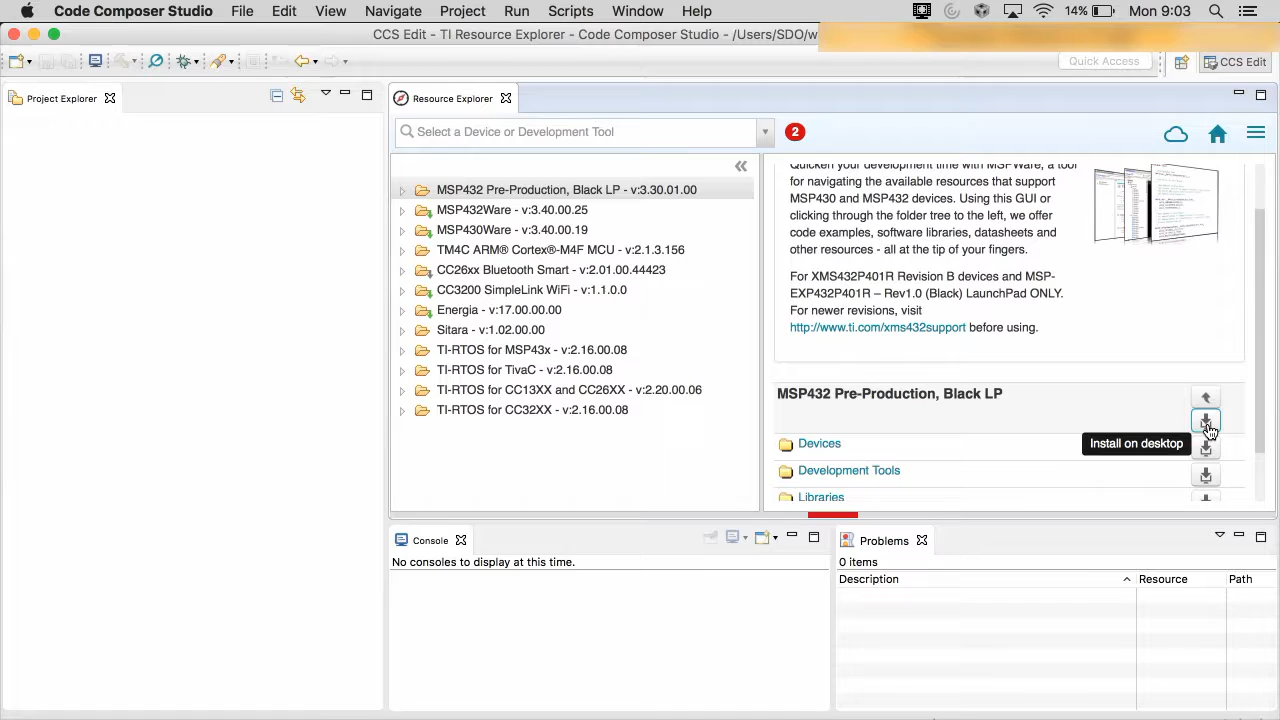 Code Composer Studio File Edit View Navigate Project Run Scripts Window Help 14% Mon 9:03
CCS Edit - TI Resource Explorer - Code Composer Studio - /Users/SDO/w
Quick Access CCS Edit
Project Explorer
Resource Explorer
Select a Device or Development Tool
2
MSP432 Pre-Production, Black LP - v:3.30.01.00
MSP432Ware - v:3.40.00.25
MSP430Ware - v:3.40.00.19
TM4C ARM® Cortex®-M4F MCU - v:2.1.3.156
CC26xx Bluetooth Smart - v:2.01.00.44423
CC3200 SimpleLink WiFi - v:1.1.0.0
Energia - v:17.00.00.00
Sitara - v:1.02.00.00
TI-RTOS for MSP43x - v:2.16.00.08
TI-RTOS for TivaC - v:2.16.00.08
TI-RTOS for CC13XX and CC26XX - v:2.20.00.06
TI-RTOS for CC32XX - v:2.16.00.08
Quicken your development time with MSPWare, a tool
for navigating the available resources that support
MSP430 and MSP432 devices. Using this GUI or
clicking through the folder tree to the left, we offer
code examples, software libraries, datasheets and
other resources - all at the tip of your fingers.
For XMS432P401R Revision B devices and MSP-
EXP432P401R – Rev1.0 (Black) LaunchPad ONLY.
For newer revisions, visit
http://www.ti.com/xms432support before using.
MSP432 Pre-Production, Black LP
Devices
Install on desktop
Development Tools
Libraries
Console
No consoles to display at this time.
Problems
0 items
Description Resource Path